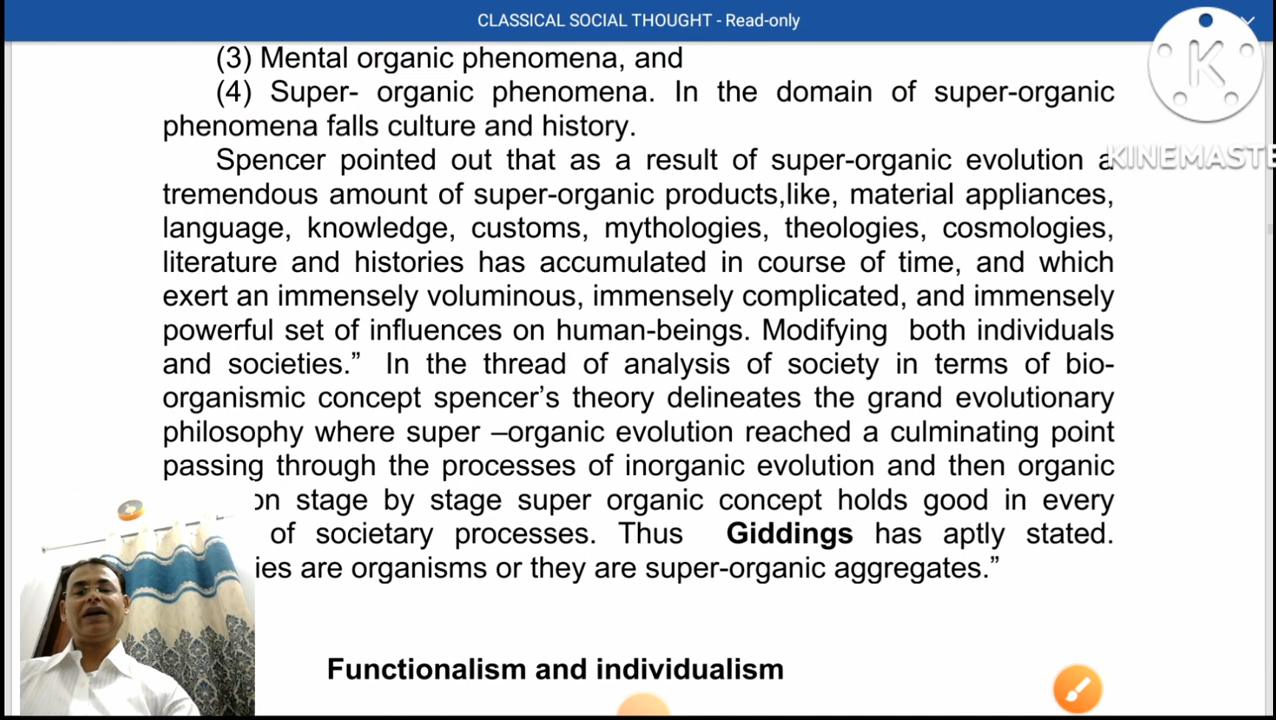 CLASSICAL SOCIAL THOUGHT - Read-only
(3) Mental organic phenomena, and
(4) Super- organic phenomena. In the domain of super-organic
phenomena falls culture and history.
Spencer pointed out that as a result of super-organic evolution a
tremendous amount of super-organic products,like, material appliances,
language, knowledge, customs, mythologies, theologies, cosmologies,
literature and histories has accumulated in course of time, and which
exert an immensely voluminous, immensely complicated, and immensely
powerful set of influences on human-beings. Modifying both individuals
and societies.” In the thread of analysis of society in terms of bio-
organismic concept spencer’s theory delineates the grand evolutionary
philosophy where super –organic evolution reached a culminating point
passing through the processes of inorganic evolution and then organic
on stage by stage super organic concept holds good in every
of societary processes. Thus Giddings has aptly stated.
ies are organisms or they are super-organic aggregates.”
Functionalism and individualism
K
KINEMASTE